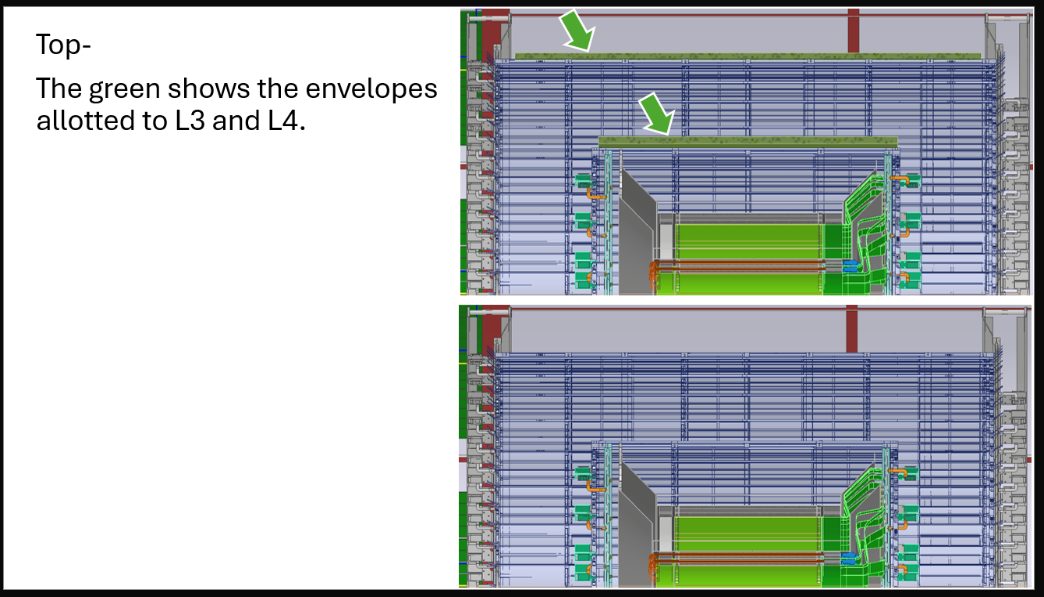 Top-
The green shows the envelopes
allotted to L3 and L4.